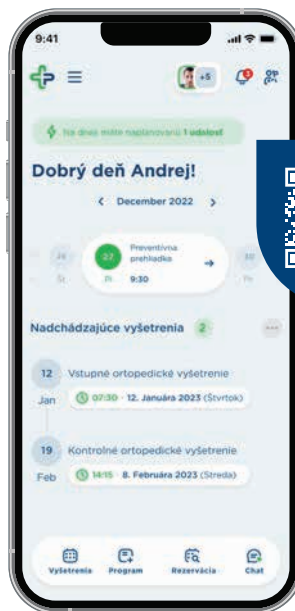 9:41
+5
Na dnes máte naplánovanú 1 udalosť
Dobrý deň Andrej!
December 2022
Preventívna
prehliadka
27
9:30
Nadchádzajúce vyšetrenia 2
12 Vstupné ortopedické vyšetrenie
Jan 07:30 - 12. Januára 2023 (Štvrtok)
19 Kontrolné ortopedické vyšetrenie
Feb 14:15 - 8. Februára 2023 (Streda)
Vyšetrenia Program Rezervácia Chat